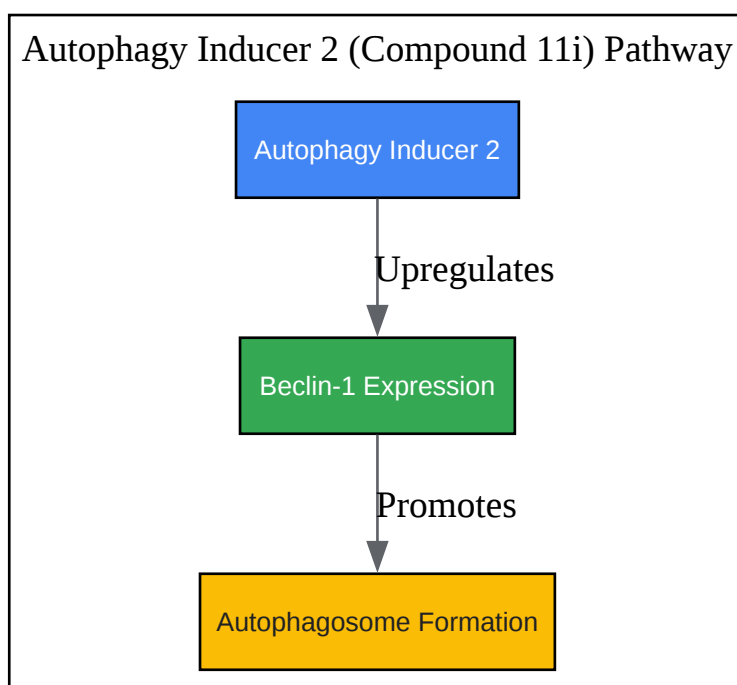 Autophagy Inducer 2 (Compound 11i) Pathway
Autophagy Inducer 2
Upregulates
Beclin-1 Expression
Promotes
Autophagosome Formation